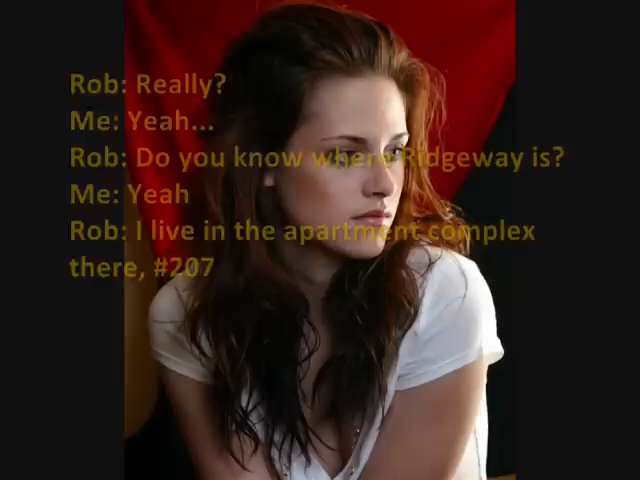 Rob: Really?
Me: Yeah...
Rob: Do you know where Ridgeway is?
Me: Yeah
Rob: I live in the apartment complex
there, #207